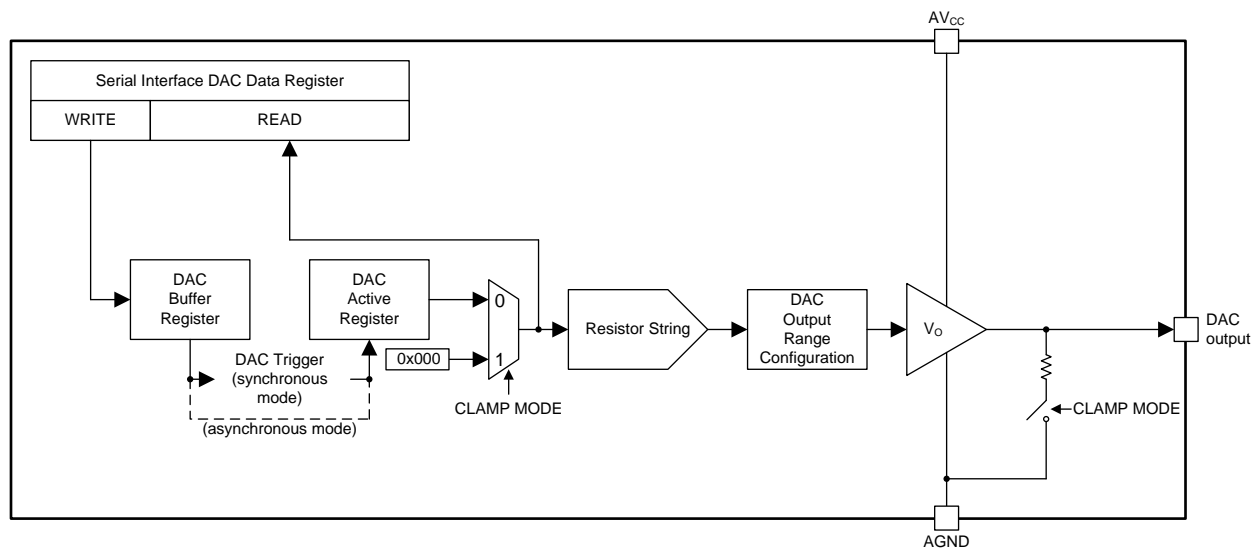 AVCC
Serial Interface DAC Data Register
WRITE
READ
DAC
Buffer
Register
DAC
Active
Register
0
1
0x000
CLAMP MODE
DAC Trigger
(synchronous
mode)
(asynchronous mode)
Resistor String
DAC
Output
Range
Configuration
VO
DAC
output
CLAMP MODE
AGND